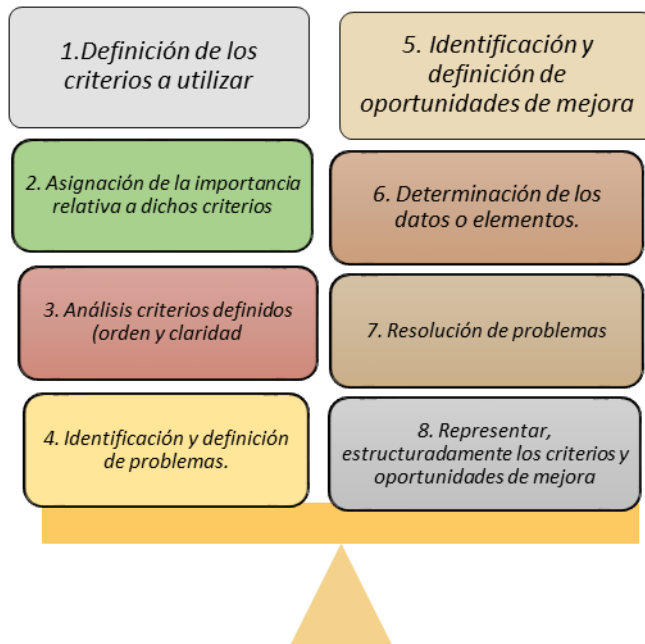 1.Definición de los
criterios a utilizar
2. Asignación de la importancia
relativa a dichos criterios
3. Análisis criterios definidos
(orden y claridad
4. Identificación y definición
de problemas.
5. Identificación y
definición de
oportunidades de mejora
6. Determinación de los
datos o elementos.
7. Resolución de problemas
8. Representar,
estructuradamente los criterios y
oportunidades de mejora